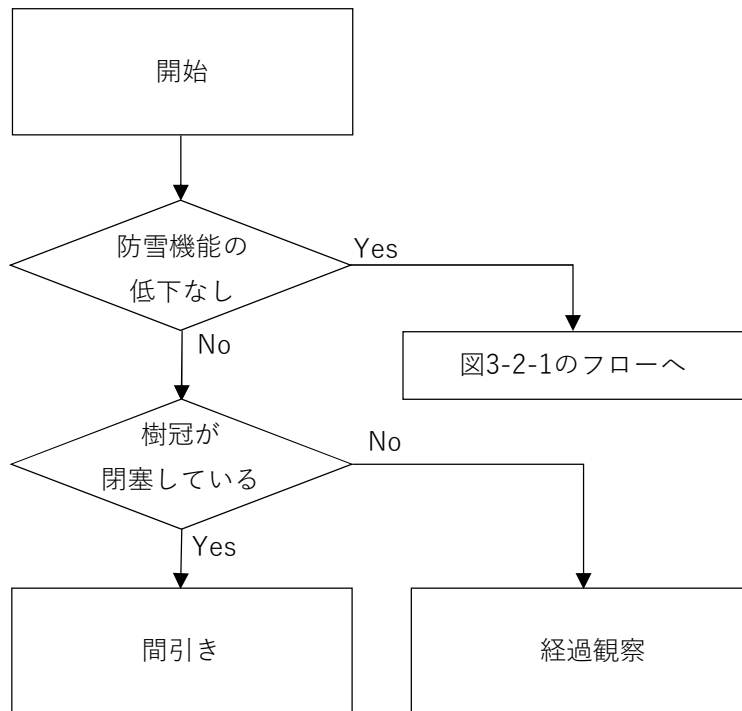 開始
防雪機能の
低下なし
Yes
図3-2-1のフローへ
No
樹冠が
閉塞している
No
Yes
間引き
経過観察